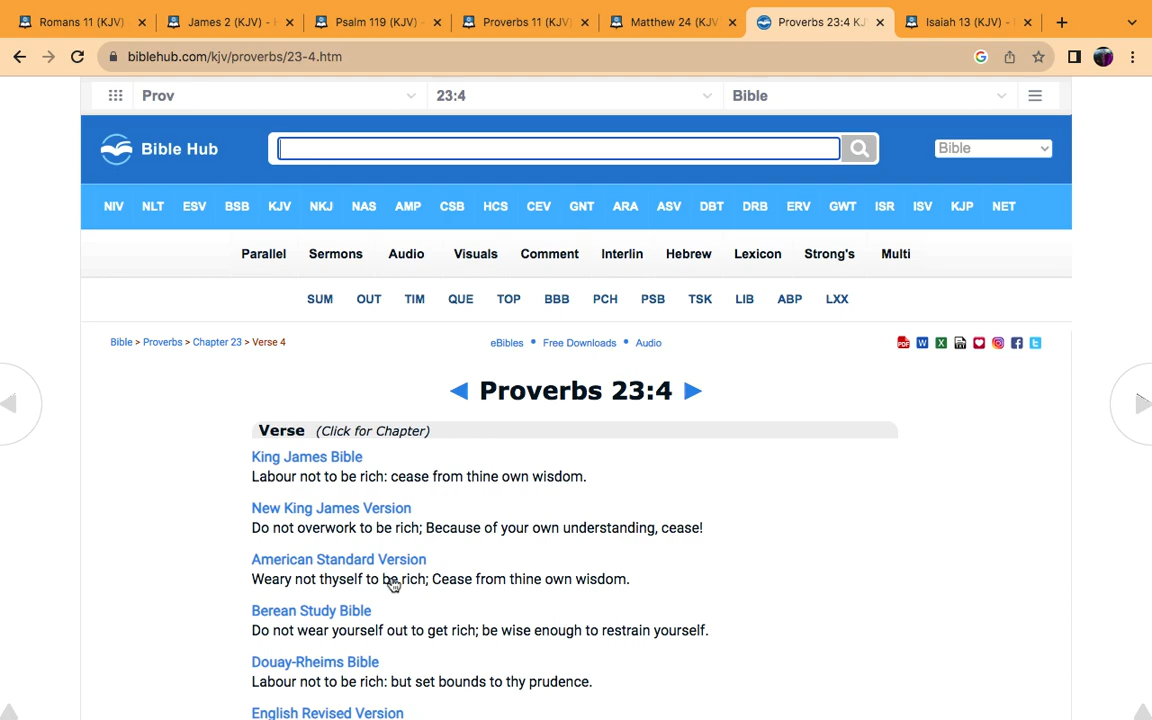 Romans 11 (KJV)
James 2 (KJV) -
Psalm 119 (KJV) -
Proverbs 11 (KJV)
Matthew 24 (KJV
Proverbs 23:4 KJ
Isaiah 13 (KJV) -
biblehub.com/kjv/proverbs/23-4.htm
Prov 23:4 Bible
Bible Hub Bible
NIV NLT ESV BSB KJV NKJ NAS AMP CSB HCS CEV GNT ARA ASV DBT DRB ERV GWT ISR ISV KJP NET
Parallel Sermons Audio Visuals Comment Interlin Hebrew Lexicon Strong's Multi
SUM OUT TIM QUE TOP BBB PCH PSB TSK LIB ABP LXX
Bible > Proverbs > Chapter 23 > Verse 4 eBibles • Free Downloads • Audio
◄ Proverbs 23:4 ►
Verse (Click for Chapter)
King James Bible
Labour not to be rich: cease from thine own wisdom.
New King James Version
Do not overwork to be rich; Because of your own understanding, cease!
American Standard Version
Weary not thyself to be rich; Cease from thine own wisdom.
Berean Study Bible
Do not wear yourself out to get rich; be wise enough to restrain yourself.
Douay-Rheims Bible
Labour not to be rich: but set bounds to thy prudence.
English Revised Version